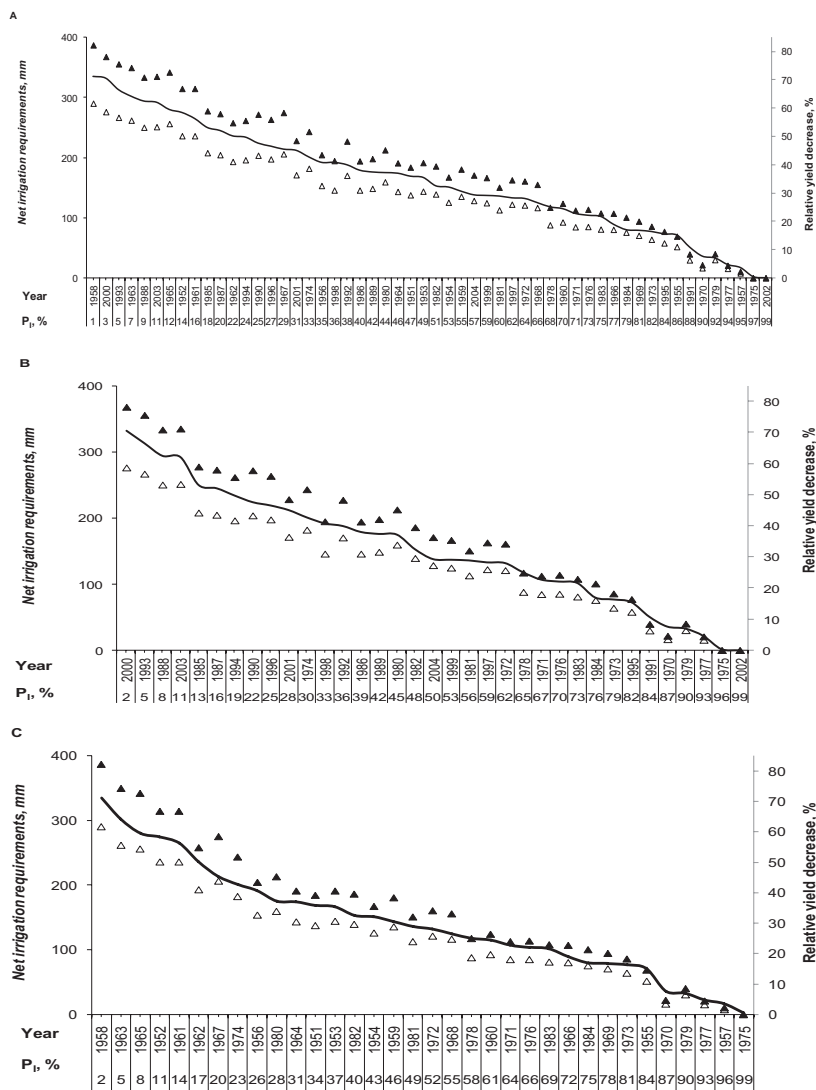 A
Net irrigation requirements, mm
400
300
200
100
0
80
70
60
50
40
30
20
10
0
Relative yield decrease, %
Year 1958 2000 1993 1963 1988 2003 1965 1952 1961 1985 1987 1962 1994 1990 1996 1967 2001 1974 1956 1998 1992 1986 1989 1980 1964 1951 1953 1982 1954 1959 2004 1999 1981 1997 1972 1968 1978 1960 1971 1976 1983 1966 1984 1969 1973 1995 1955 1991 1970 1979 1977 1957 1975 2002
PI, % 1 3 5 7 9 11 12 14 16 18 20 22 24 25 27 29 31 33 35 36 38 40 42 44 46 47 49 51 53 55 57 59 60 62 64 66 68 70 71 73 75 77 79 81 82 84 86 88 90 92 94 95 97 99
B
Net irrigation requirements, mm
400
300
200
100
0
80
70
60
50
40
30
20
10
0
Relative yield decrease, %
Year 2000 1993 1988 2003 1985 1987 1994 1990 1996 2001 1974 1998 1992 1986 1989 1980 1982 2004 1999 1981 1997 1972 1978 1971 1976 1983 1984 1973 1995 1991 1970 1979 1977 1975 2002
PI, % 2 5 8 11 13 16 19 22 25 28 30 33 36 39 42 45 48 50 53 56 59 62 65 67 70 73 76 79 82 84 87 90 93 96 99
C
Net irrigation requirements, mm
400
300
200
100
0
80
70
60
50
40
30
20
10
0
Relative yield decrease, %
Year 1958 1963 1965 1952 1961 1962 1967 1974 1956 1980 1964 1951 1953 1982 1954 1959 1981 1972 1968 1978 1960 1971 1976 1983 1966 1984 1969 1973 1955 1970 1979 1977 1957 1975
PI, % 2 5 8 11 14 17 20 23 26 28 31 34 37 40 43 46 49 52 55 58 61 64 66 69 72 75 78 81 84 87 90 93 96 99